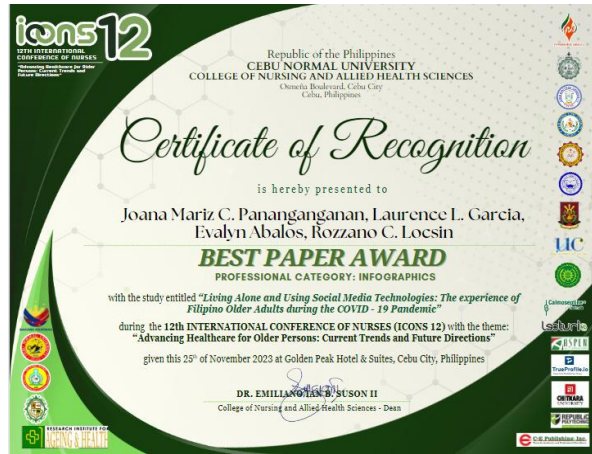 icons12
12TH INTERNATIONAL
CONFERENCE OF NURSES
"Advancing Healthcare for Older
Persons: Current Trends and
Future Directions"
Republic of the Philippines
CEBU NORMAL UNIVERSITY
COLLEGE OF NURSING AND ALLIED HEALTH SCIENCES
Osmeña Boulevard, Cebu City
Cebu, Philippines
Certificate of Recognition
is hereby presented to
Joana Mariz C. Pananganganan, Laurence L. Garcia,
Evalyn Abalos, Rozzano C. Locsin
BEST PAPER AWARD
PROFESSIONAL CATEGORY: INFOGRAPHICS
with the study entitled "Living Alone and Using Social Media Technologies: The experience of
Filipino Older Adults during the COVID - 19 Pandemic"
during the 12th INTERNATIONAL CONFERENCE OF NURSES (ICONS 12) with the theme:
"Advancing Healthcare for Older Persons: Current Trends and Future Directions"
given this 25th of November 2023 at Golden Peak Hotel & Suites, Cebu City, Philippines
DR. EMILIANO IAN B. SUSON II
College of Nursing and Allied Health Sciences - Dean
RESEARCH INSTITUTE FOR
AGEING & HEALTH
UIC
Calmoseptine
Lecturio
USPEN
TrueProfile.io
CHITKARA
UNIVERSITY
REPUBLIC
POLYTECHNIC
C&E Publishing, Inc.